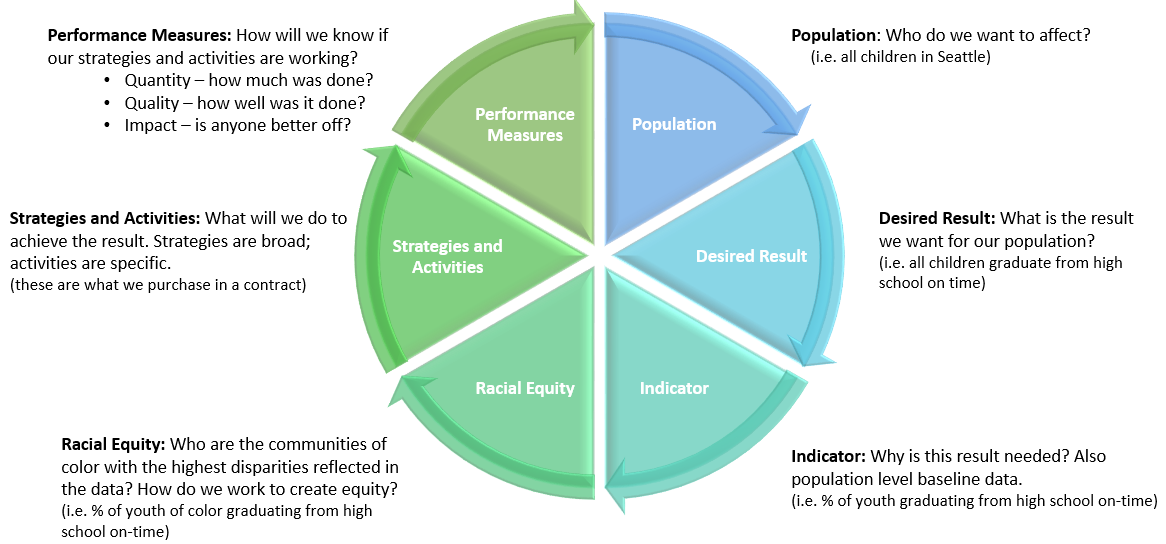 Performance Measures: How will we know if
our strategies and activities are working?
• Quantity – how much was done?
• Quality – how well was it done?
• Impact – is anyone better off?
Population: Who do we want to affect?
(i.e. all children in Seattle)
Performance
Measures
Population
Strategies and Activities: What will we do to
achieve the result. Strategies are broad;
activities are specific.
(these are what we purchase in a contract)
Strategies and
Activities
Desired Result
Desired Result: What is the result
we want for our population?
(i.e. all children graduate from high
school on time)
Racial Equity
Indicator
Racial Equity: Who are the communities of
color with the highest disparities reflected in
the data? How do we work to create equity?
(i.e. % of youth of color graduating from high
school on-time)
Indicator: Why is this result needed? Also
population level baseline data.
(i.e. % of youth graduating from high school on-time)